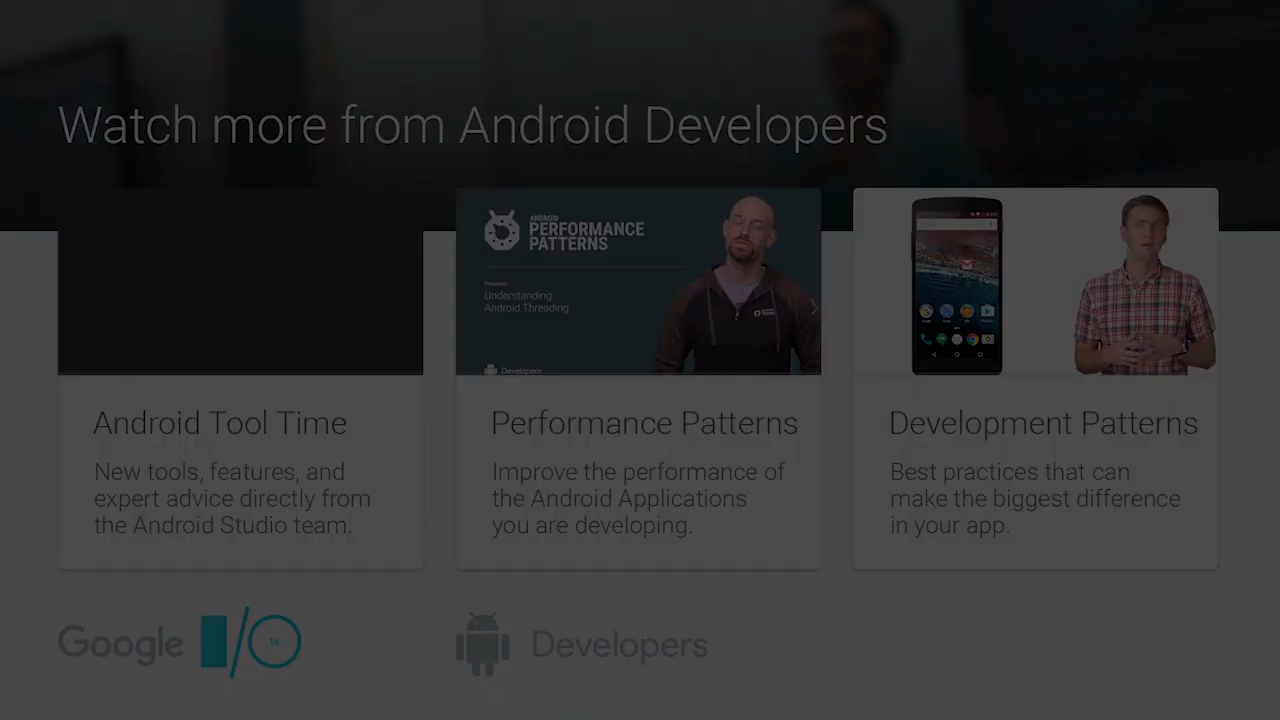 Watch more from Android Developers
ANDROID
PERFORMANCE
PATTERNS
Presents
Understanding
Android Threading
Developers
Android Tool Time
New tools, features, and
expert advice directly from
the Android Studio team.
Performance Patterns
Improve the performance of
the Android Applications
you are developing.
Development Patterns
Best practices that can
make the biggest difference
in your app.
Google I/O 16
Developers